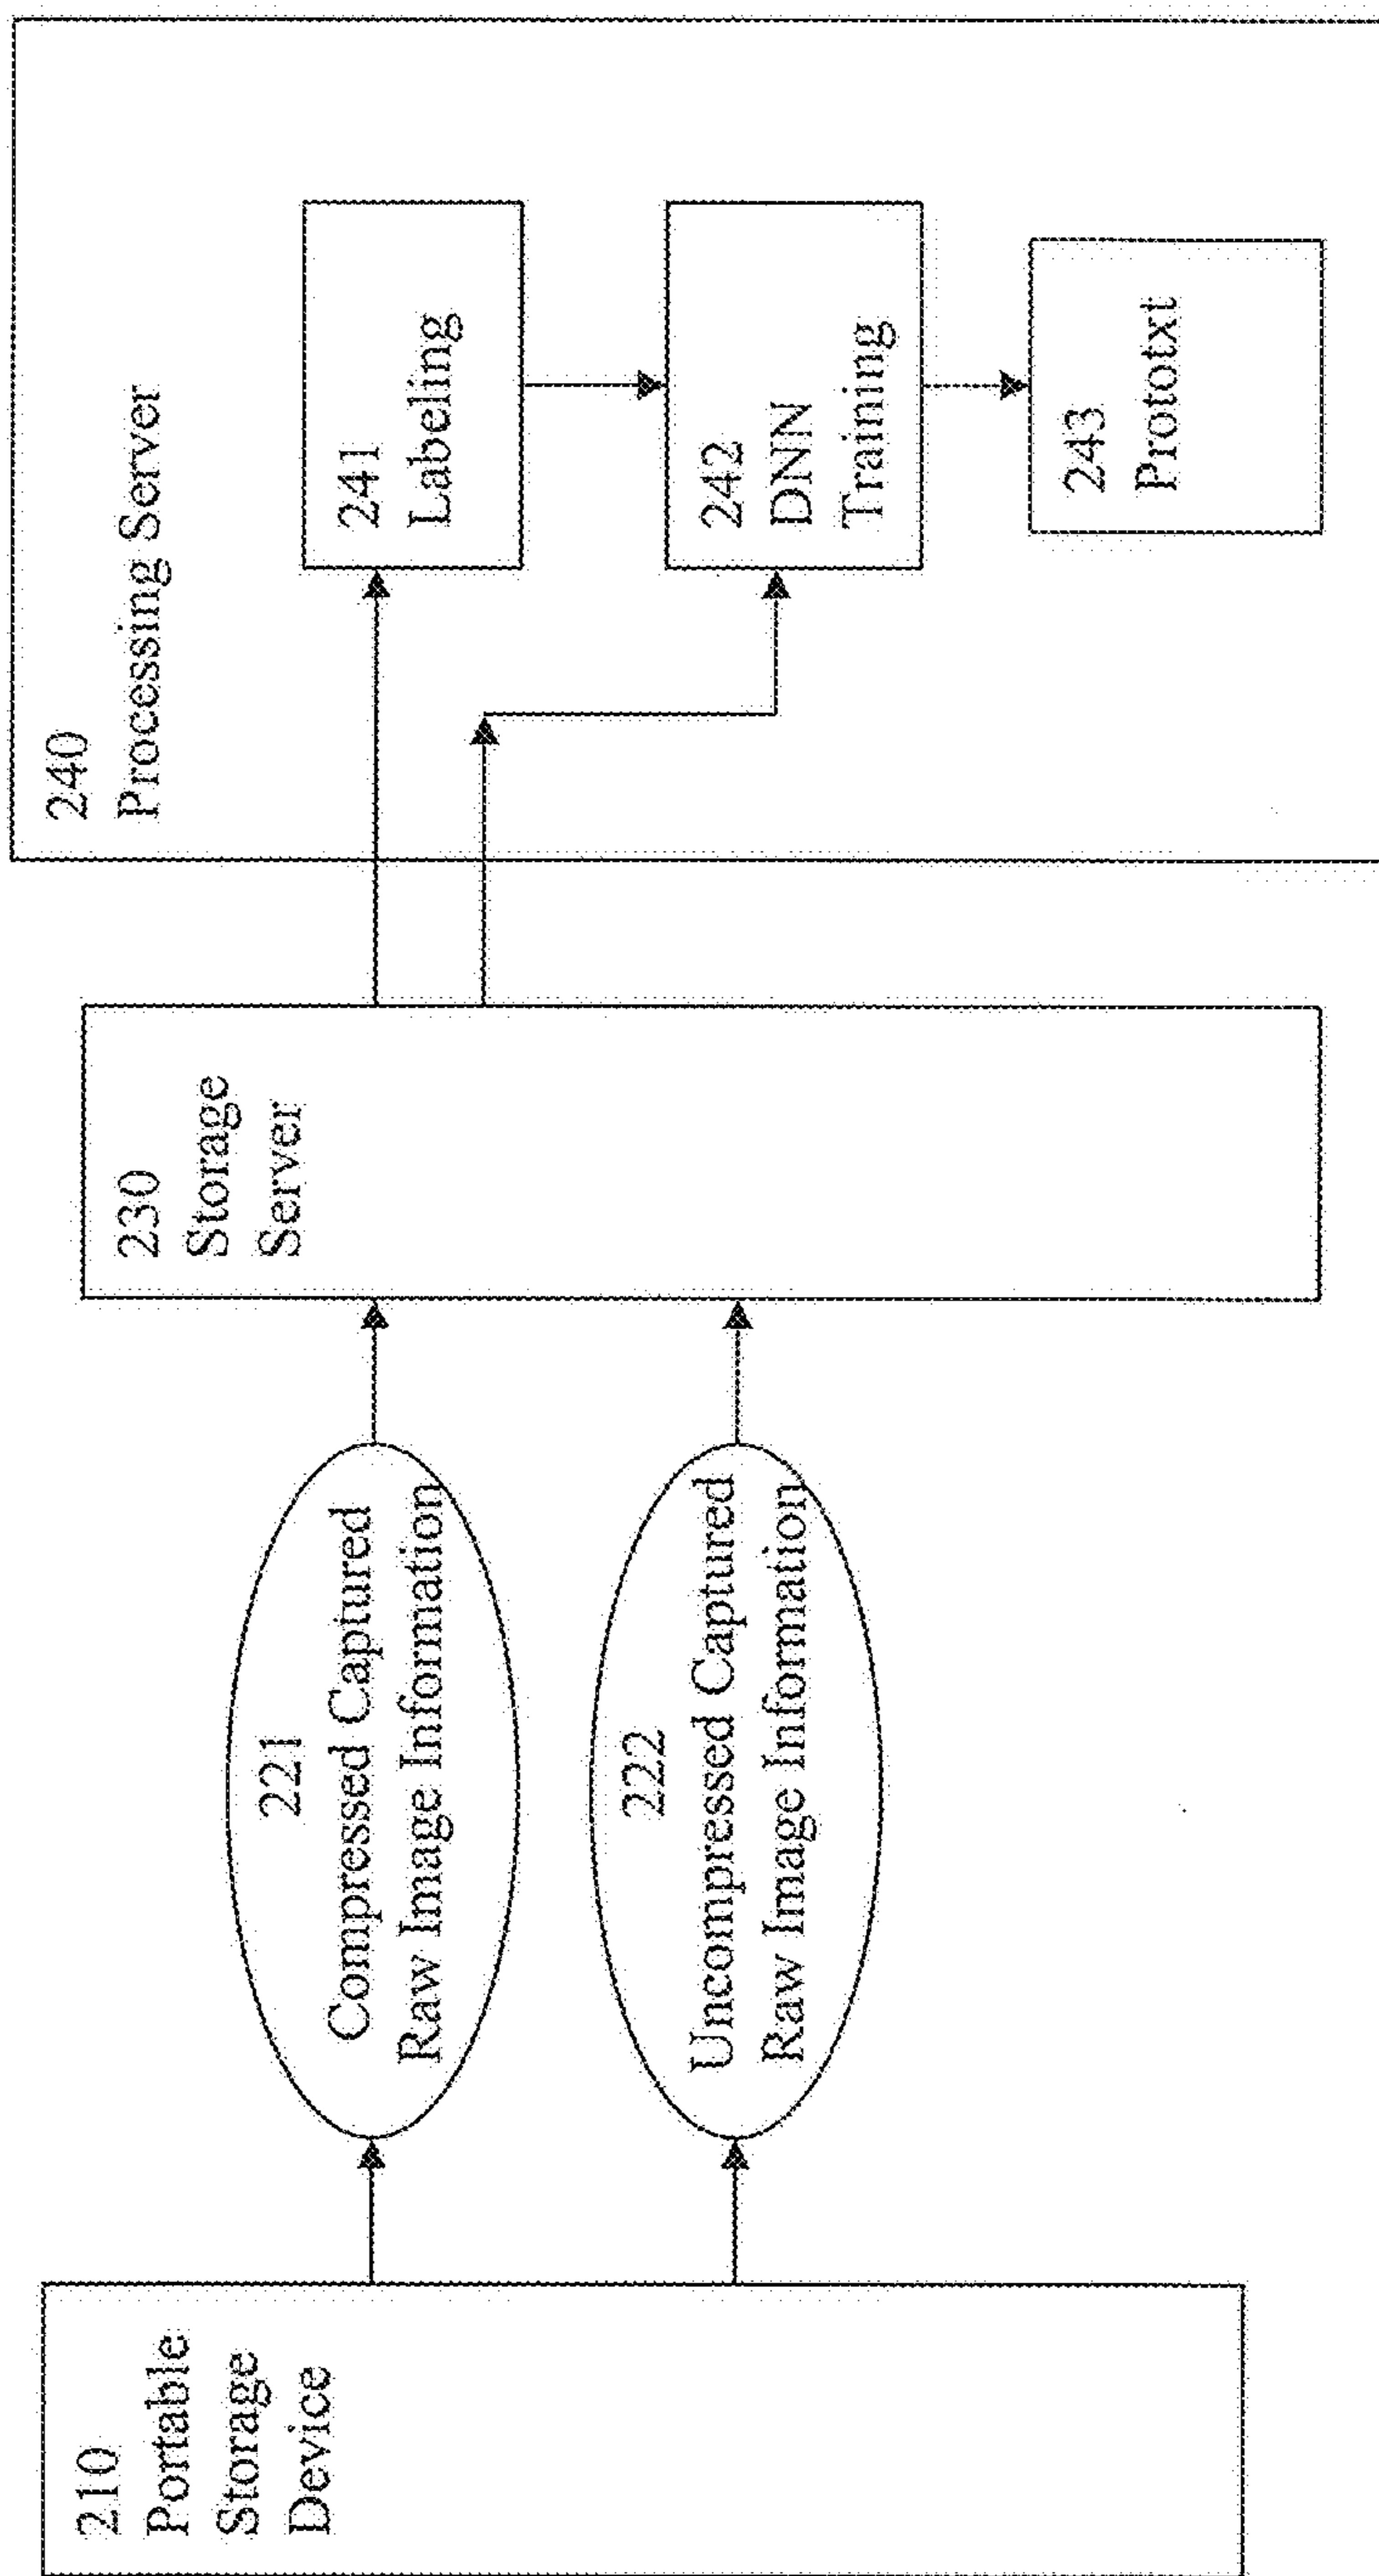 210
Portable
Storage
Device
221
Compressed Captured
Raw Image Information
222
Uncompressed Captured
Raw Image Information
230
Storage
Server
240
Processing Server
241
Labeling
242
DNN
Training
243
Prototxt